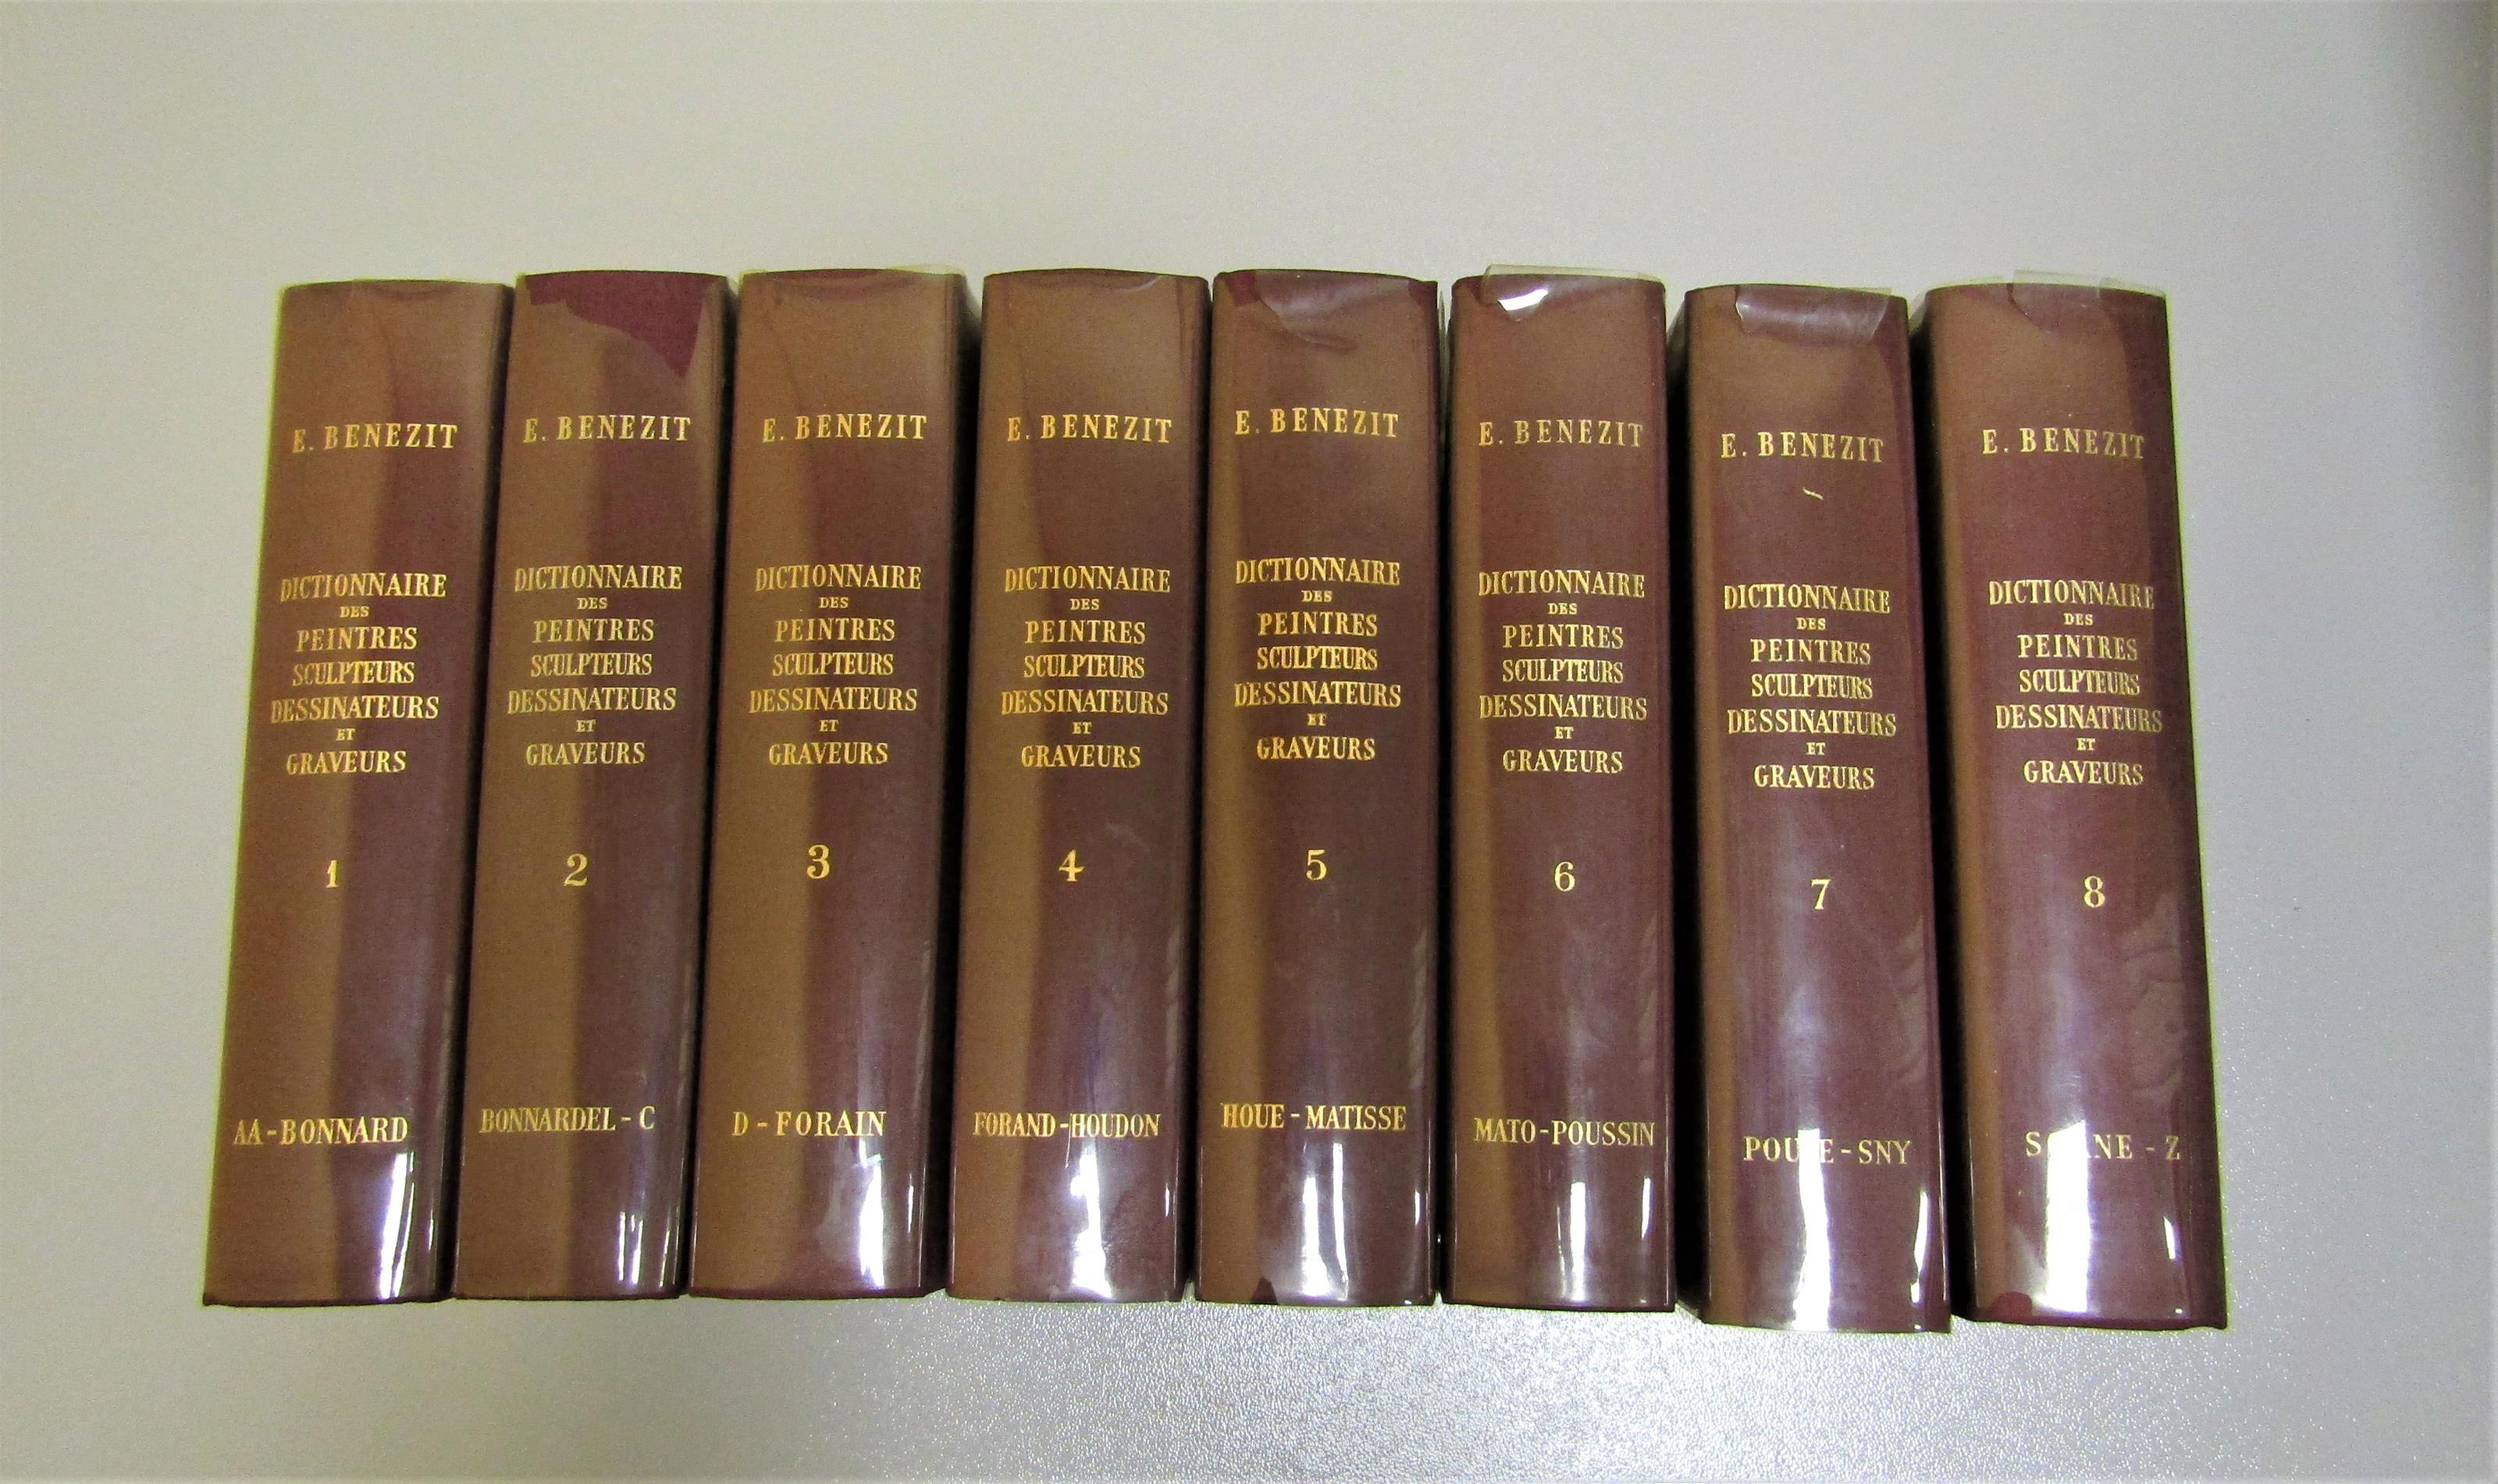 E. BENEZIT
DICTIONNAIRE
DES
PEINTRES
SCULPTEURS
DESSINATEURS
ET
GRAVEURS
1
AA-BONNARD
E. BENEZIT
DICTIONNAIRE
DES
PEINTRES
SCULPTEURS
DESSINATEURS
ET
GRAVEURS
2
BONNARDEL - C
E. BENEZIT
DICTIONNAIRE
DES
PEINTRES
SCULPTEURS
DESSINATEURS
ET
GRAVEURS
3
D - FORAIN
E. BENEZIT
DICTIONNAIRE
DES
PEINTRES
SCULPTEURS
DESSINATEURS
ET
GRAVEURS
4
FORAND-HOUDON
E. BENEZIT
DICTIONNAIRE
DES
PEINTRES
SCULPTEURS
DESSINATEURS
ET
GRAVEURS
5
HOUE - MATISSE
E. BENEZIT
DICTIONNAIRE
DES
PEINTRES
SCULPTEURS
DESSINATEURS
ET
GRAVEURS
6
MATO-POUSSIN
E. BENEZIT
DICTIONNAIRE
DES
PEINTRES
SCULPTEURS
DESSINATEURS
ET
GRAVEURS
7
- SNY
E. BENEZIT
DICTIONNAIRE
DES
PEINTRES
SCULPTEURS
DESSINATEURS
ET
GRAVEURS
8
- Z